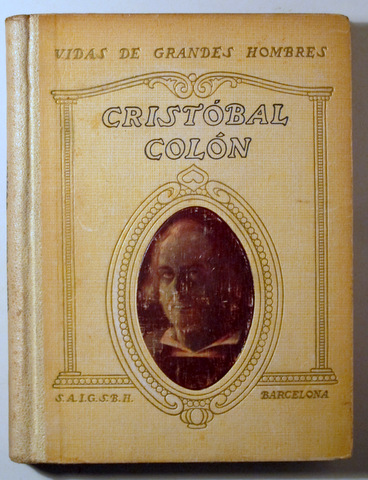 VIDAS DE GRANDES HOMBRES
CRISTÓBAL
COLÓN
S.A.I.G.S.B.H. BARCELONA